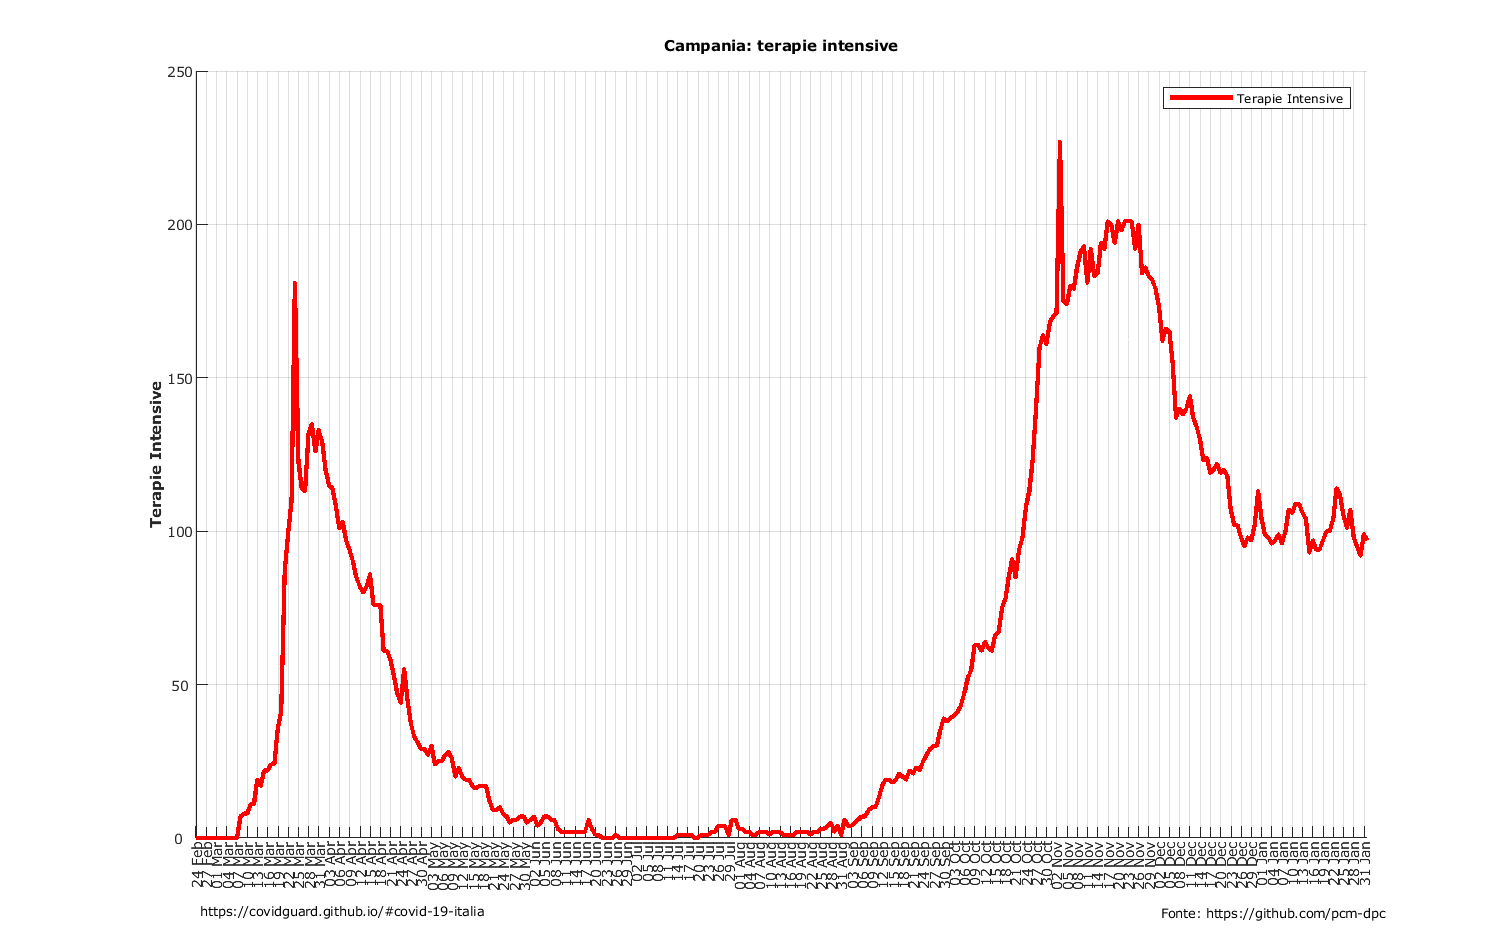 Campania: terapie intensive
Terapie Intensive
250
200
150
100
50
0
Terapie Intensive
24 Feb
27 Feb
01 Mar
04 Mar
07 Mar
10 Mar
13 Mar
16 Mar
19 Mar
22 Mar
25 Mar
28 Mar
31 Mar
03 Apr
06 Apr
09 Apr
12 Apr
15 Apr
18 Apr
21 Apr
24 Apr
27 Apr
30 Apr
03 May
06 May
09 May
12 May
15 May
18 May
21 May
24 May
27 May
30 May
02 Jun
05 Jun
08 Jun
11 Jun
14 Jun
17 Jun
20 Jun
23 Jun
26 Jun
29 Jun
02 Jul
05 Jul
08 Jul
11 Jul
14 Jul
17 Jul
20 Jul
23 Jul
26 Jul
29 Jul
01 Aug
04 Aug
07 Aug
10 Aug
13 Aug
16 Aug
19 Aug
22 Aug
25 Aug
28 Aug
31 Aug
03 Sep
06 Sep
09 Sep
12 Sep
15 Sep
18 Sep
21 Sep
24 Sep
27 Sep
30 Sep
03 Oct
06 Oct
09 Oct
12 Oct
15 Oct
18 Oct
21 Oct
24 Oct
27 Oct
30 Oct
02 Nov
05 Nov
08 Nov
11 Nov
14 Nov
17 Nov
20 Nov
23 Nov
26 Nov
29 Nov
02 Dec
05 Dec
08 Dec
11 Dec
14 Dec
17 Dec
20 Dec
23 Dec
26 Dec
29 Dec
01 Jan
04 Jan
07 Jan
10 Jan
13 Jan
16 Jan
19 Jan
22 Jan
25 Jan
28 Jan
31 Jan
https://covidguard.github.io/#covid-19-italia
Fonte: https://github.com/pcm-dpc